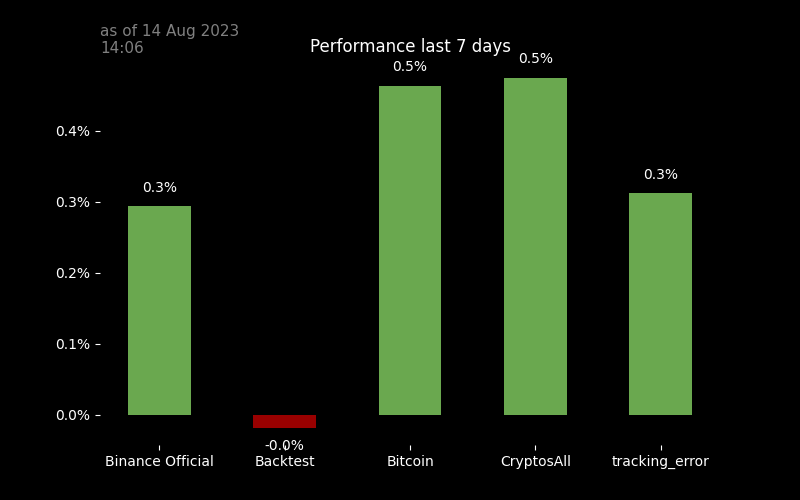 as of 14 Aug 2023
14:06
Performance last 7 days
0.5%
0.5%
0.4%
0.3%
0.3%
0.3%
0.2%
0.1%
0.0%
-0.0%
Binance Official
Backtest
Bitcoin
CryptosAll
tracking_error